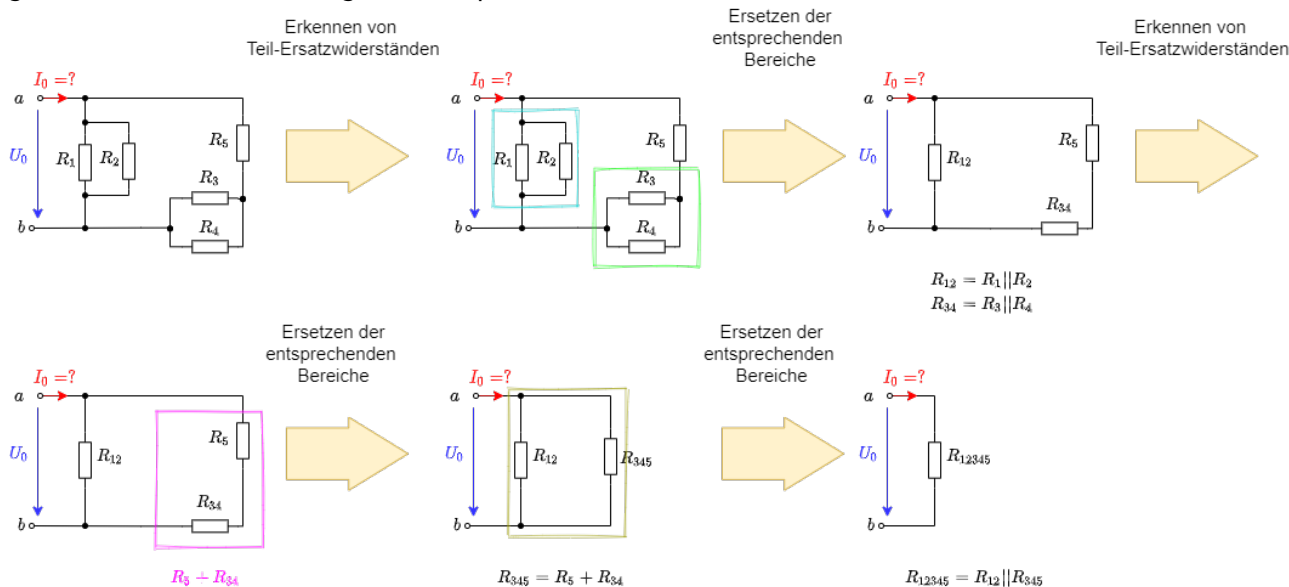 Erkennen von
Teil-Ersatzwiderständen
Ersetzen der
entsprechenden
Bereiche
Erkennen von
Teil-Ersatzwiderständen
I₀ =?
a
U₀
R₁
R₂
R₅
R₃
R₄
b
I₀ =?
a
U₀
R₁
R₂
R₅
R₃
R₄
b
I₀ =?
a
U₀
R₁₂
R₅
R₃₄
b
R₁₂ = R₁||R₂
R₃₄ = R₃||R₄
Ersetzen der
entsprechenden
Bereiche
Ersetzen der
entsprechenden
Bereiche
I₀ =?
a
U₀
R₁₂
R₅
R₃₄
b
R₅ + R₃₄
I₀ =?
a
U₀
R₁₂
R₃₄₅
b
R₃₄₅ = R₅ + R₃₄
I₀ =?
a
U₀
R₁₂₃₄₅
b
R₁₂₃₄₅ = R₁₂||R₃₄₅